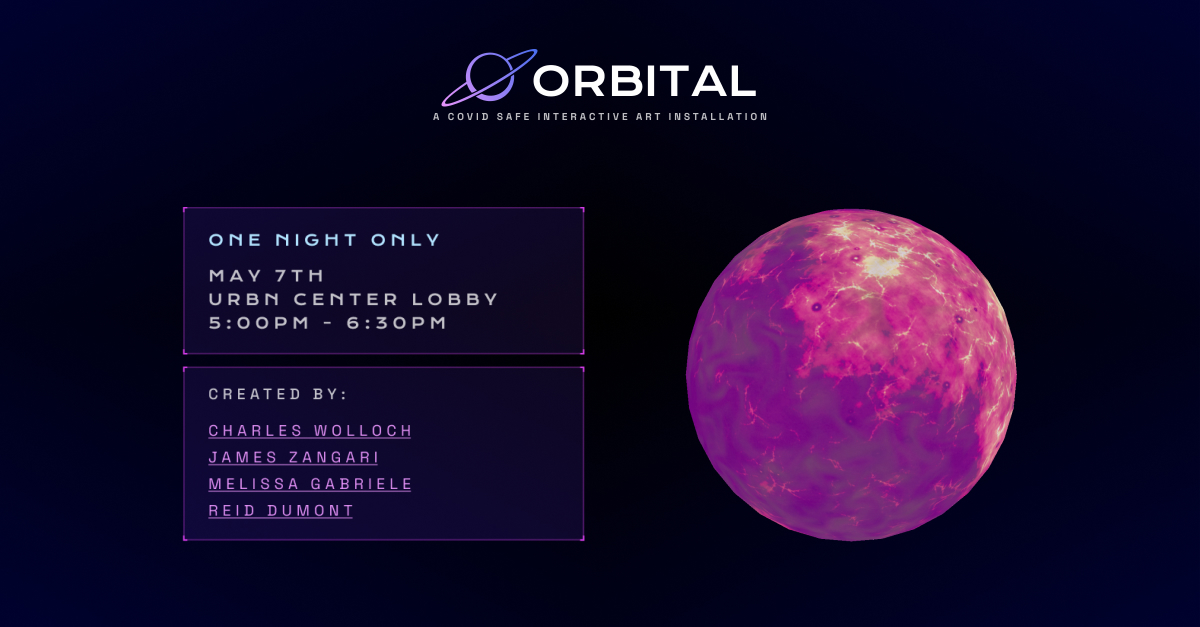 ORBITAL
A COVID SAFE INTERACTIVE ART INSTALLATION
ONE NIGHT ONLY
MAY 7TH
URBN CENTER LOBBY
5:00PM - 6:30PM
CREATED BY:
CHARLES WOLLOCH
JAMES ZANGARI
MELISSA GABRIELE
REID DUMONT